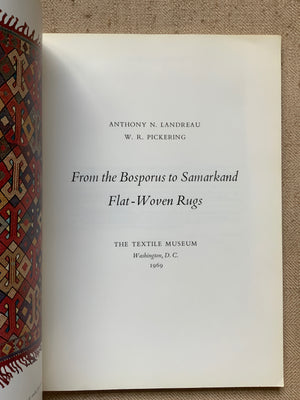 ANTHONY N. LANDREAU
W. R. PICKERING
From the Bosporus to Samarkand
Flat-Woven Rugs
THE TEXTILE MUSEUM
Washington, D. C.
1969